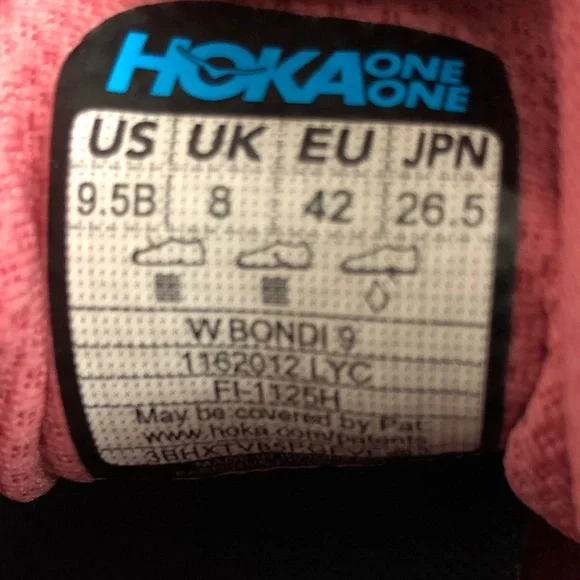 HOKA ONE ONE
US UK EU JPN
9.5B 8 42 26.5
W BONDI 9
1162012 LYC
FI-1125H
May be covered by Pat
www.hoka.com/patents